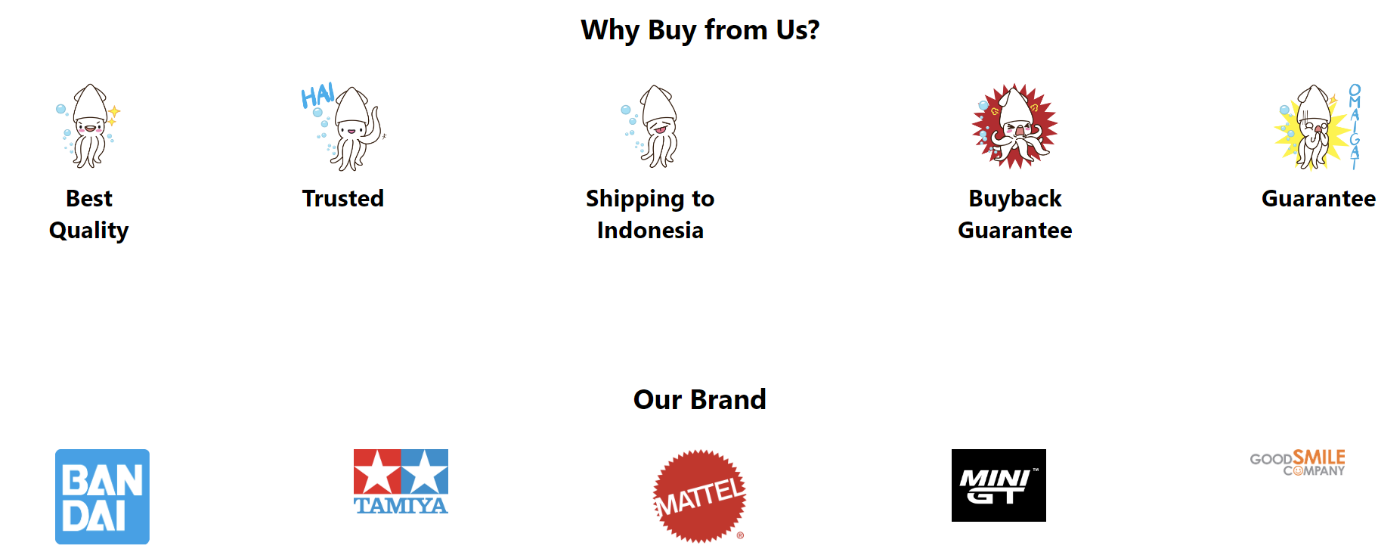 Why Buy from Us?
HAI
OMAIGAT
Best
Quality
Trusted
Shipping to
Indonesia
Buyback
Guarantee
Guarantee
Our Brand
BAN
DAI
TAMIYA
MATTEL
®
MINI™
GT
GOODSMILE
COMPANY